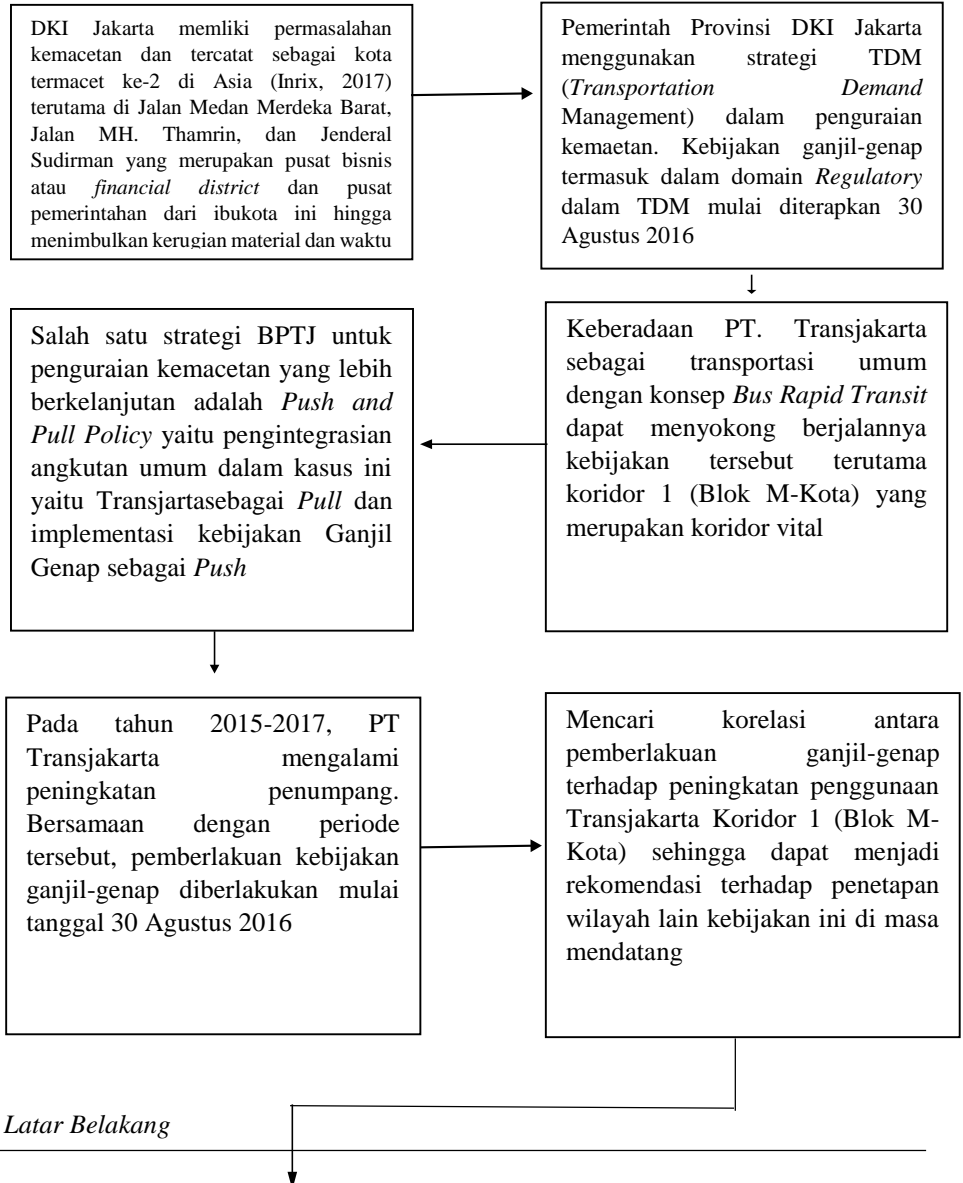 DKI Jakarta memliki permasalahan
kemacetan dan tercatat sebagai kota
termacet ke-2 di Asia (Inrix, 2017)
terutama di Jalan Medan Merdeka Barat,
Jalan MH. Thamrin, dan Jenderal
Sudirman yang merupakan pusat bisnis
atau financial district dan pusat
pemerintahan dari ibukota ini hingga
menimbulkan kerugian material dan waktu
Pemerintah Provinsi DKI Jakarta
menggunakan strategi TDM
(Transportation Demand
Management) dalam penguraian
kemaetan. Kebijakan ganjil-genap
termasuk dalam domain Regulatory
dalam TDM mulai diterapkan 30
Agustus 2016
Keberadaan PT. Transjakarta
sebagai transportasi umum
dengan konsep Bus Rapid Transit
dapat menyokong berjalannya
kebijakan tersebut terutama
koridor 1 (Blok M-Kota) yang
merupakan koridor vital
Salah satu strategi BPTJ untuk
penguraian kemacetan yang lebih
berkelanjutan adalah Push and
Pull Policy yaitu pengintegrasian
angkutan umum dalam kasus ini
yaitu Transjartasebagai Pull dan
implementasi kebijakan Ganjil
Genap sebagai Push
Pada tahun 2015-2017, PT
Transjakarta mengalami
peningkatan penumpang.
Bersamaan dengan periode
tersebut, pemberlakuan kebijakan
ganjil-genap diberlakukan mulai
tanggal 30 Agustus 2016
Mencari korelasi antara
pemberlakuan ganjil-genap
terhadap peningkatan penggunaan
Transjakarta Koridor 1 (Blok M-
Kota) sehingga dapat menjadi
rekomendasi terhadap penetapan
wilayah lain kebijakan ini di masa
mendatang
Latar Belakang